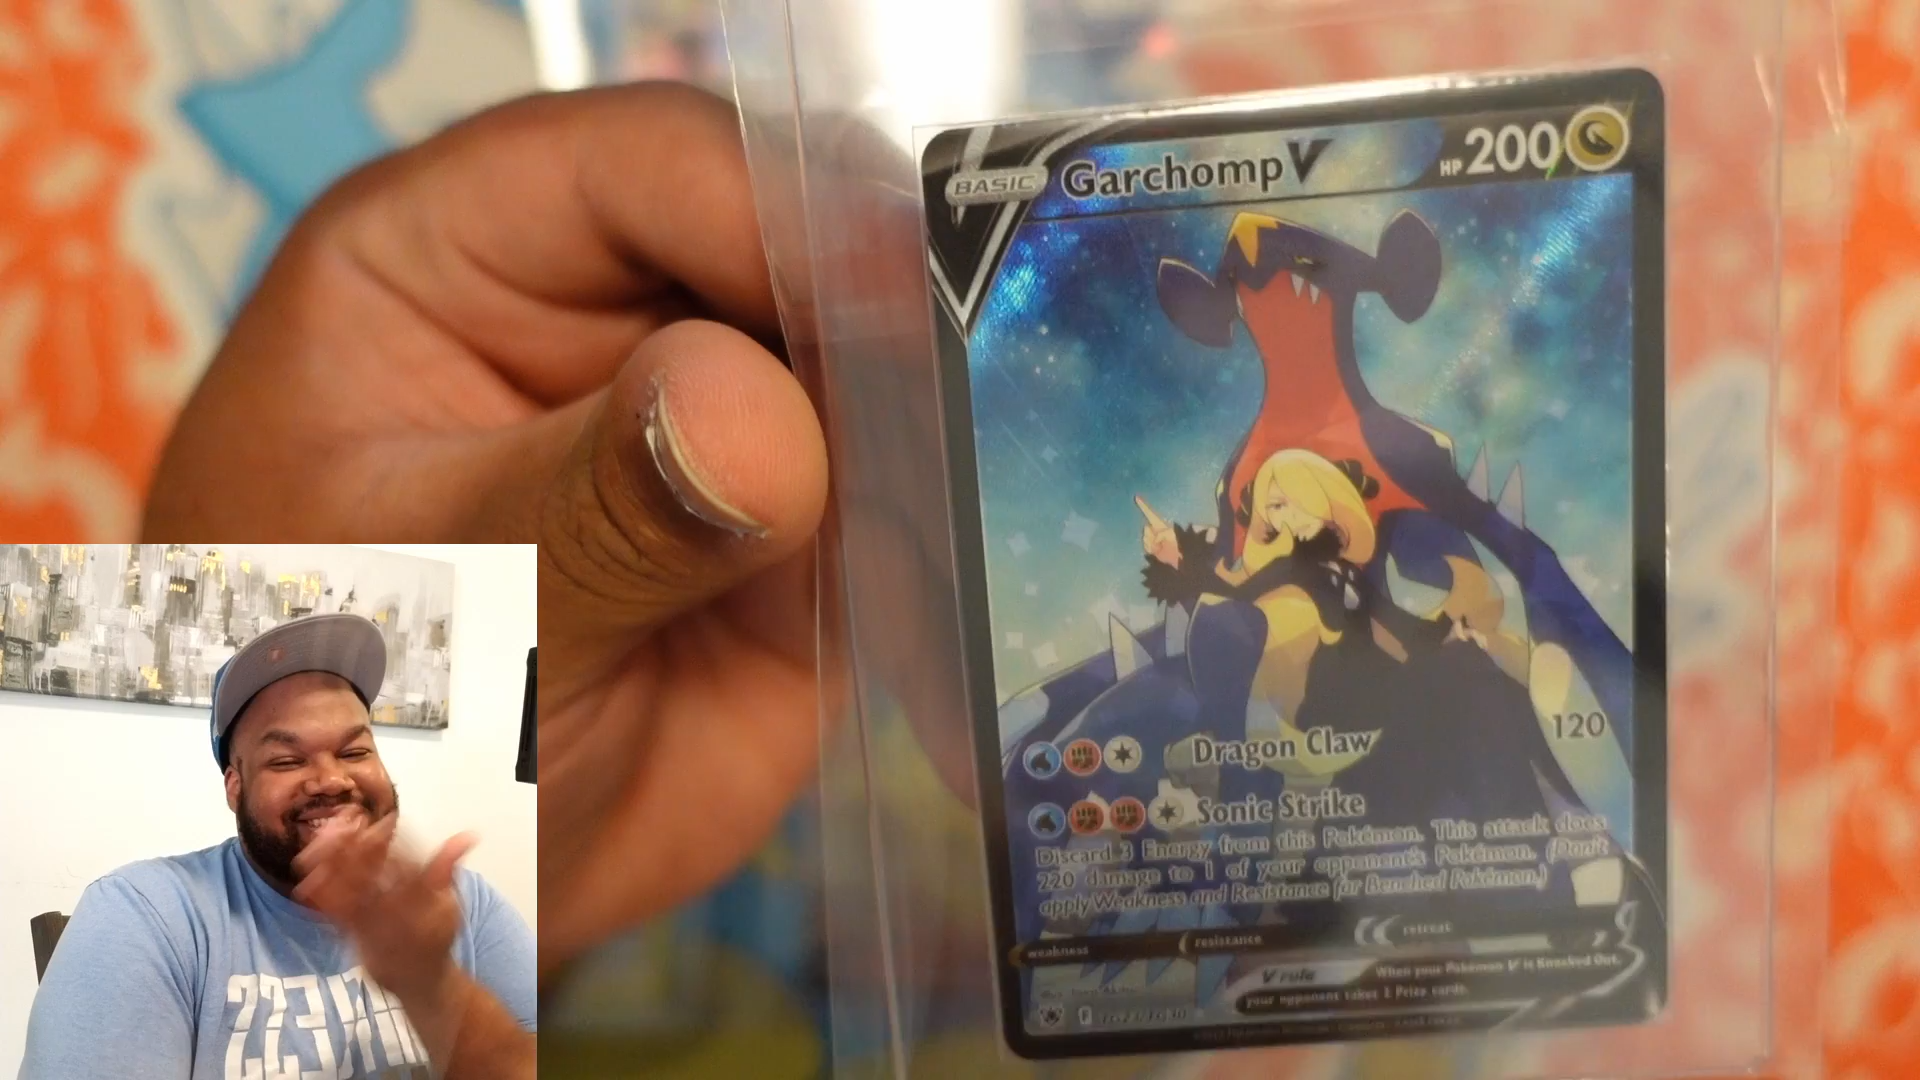 BASIC
Garchomp V
HP 200
Dragon Claw 120
Sonic Strike
Discard 3 Energy from this Pokémon. This attack does
220 damage to 1 of your opponent's Pokémon. (Don't
apply Weakness and Resistance for Benched Pokémon.)
weakness resistance retreat
V rule When your Pokémon V is Knocked Out,
your opponent takes 2 Prize cards.
F